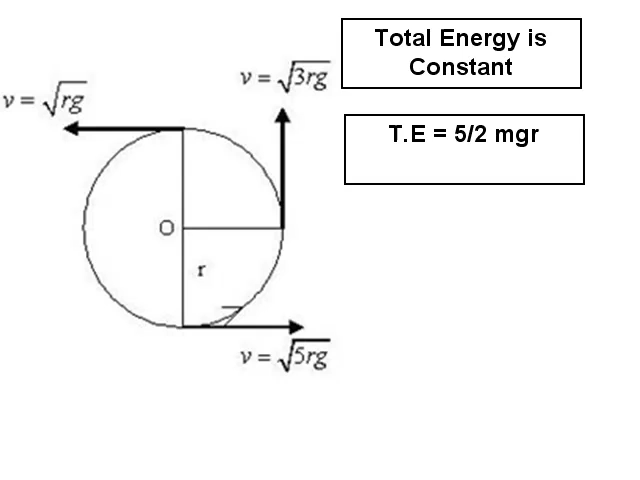 Total Energy is
Constant
v = √3rg
v = √rg
T.E = 5/2 mgr
O
r
v = √5rg